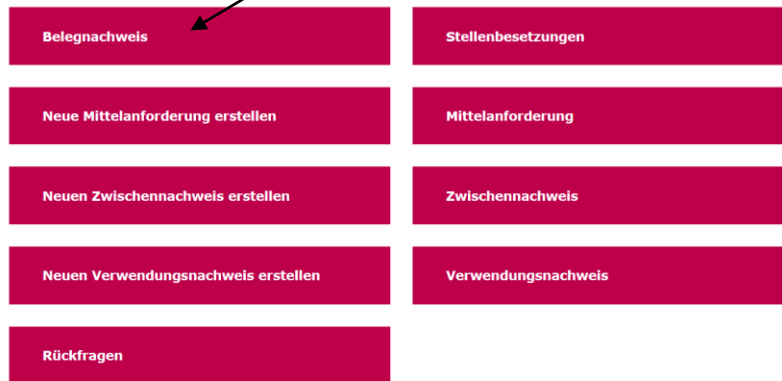 Belegnachweis
Stellenbesetzungen
Neue Mittelanforderung erstellen
Mittelanforderung
Neuen Zwischennachweis erstellen
Zwischennachweis
Neuen Verwendungsnachweis erstellen
Verwendungsnachweis
Rückfragen